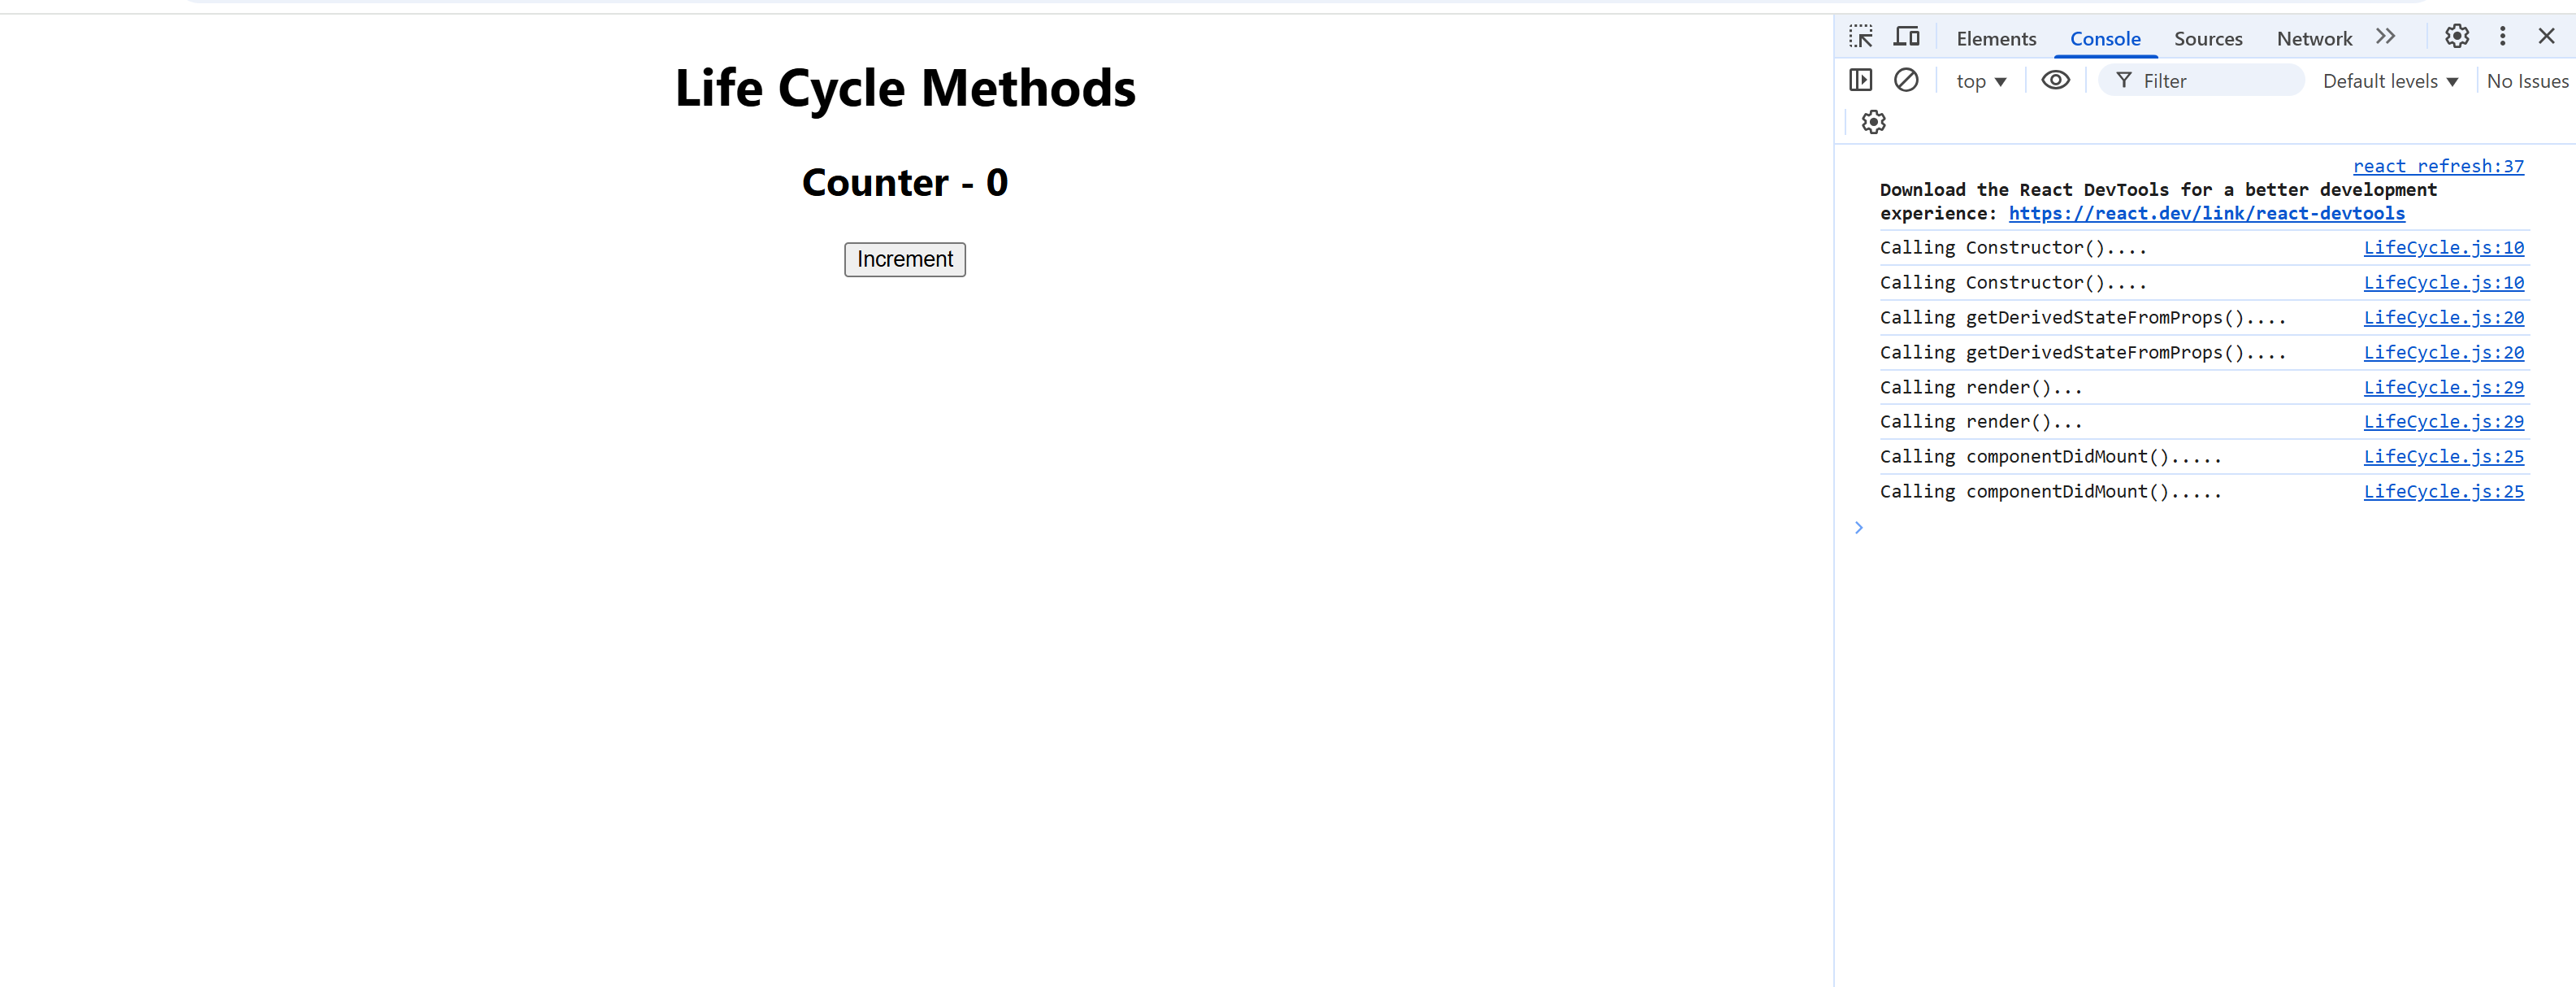 Life Cycle Methods
Counter - 0
Increment
Elements Console Sources Network
top Filter Default levels No Issues
react refresh:37
Download the React DevTools for a better development
experience: https://react.dev/link/react-devtools
Calling Constructor().... LifeCycle.js:10
Calling Constructor().... LifeCycle.js:10
Calling getDerivedStateFromProps().... LifeCycle.js:20
Calling getDerivedStateFromProps().... LifeCycle.js:20
Calling render()... LifeCycle.js:29
Calling render()... LifeCycle.js:29
Calling componentDidMount()..... LifeCycle.js:25
Calling componentDidMount()..... LifeCycle.js:25